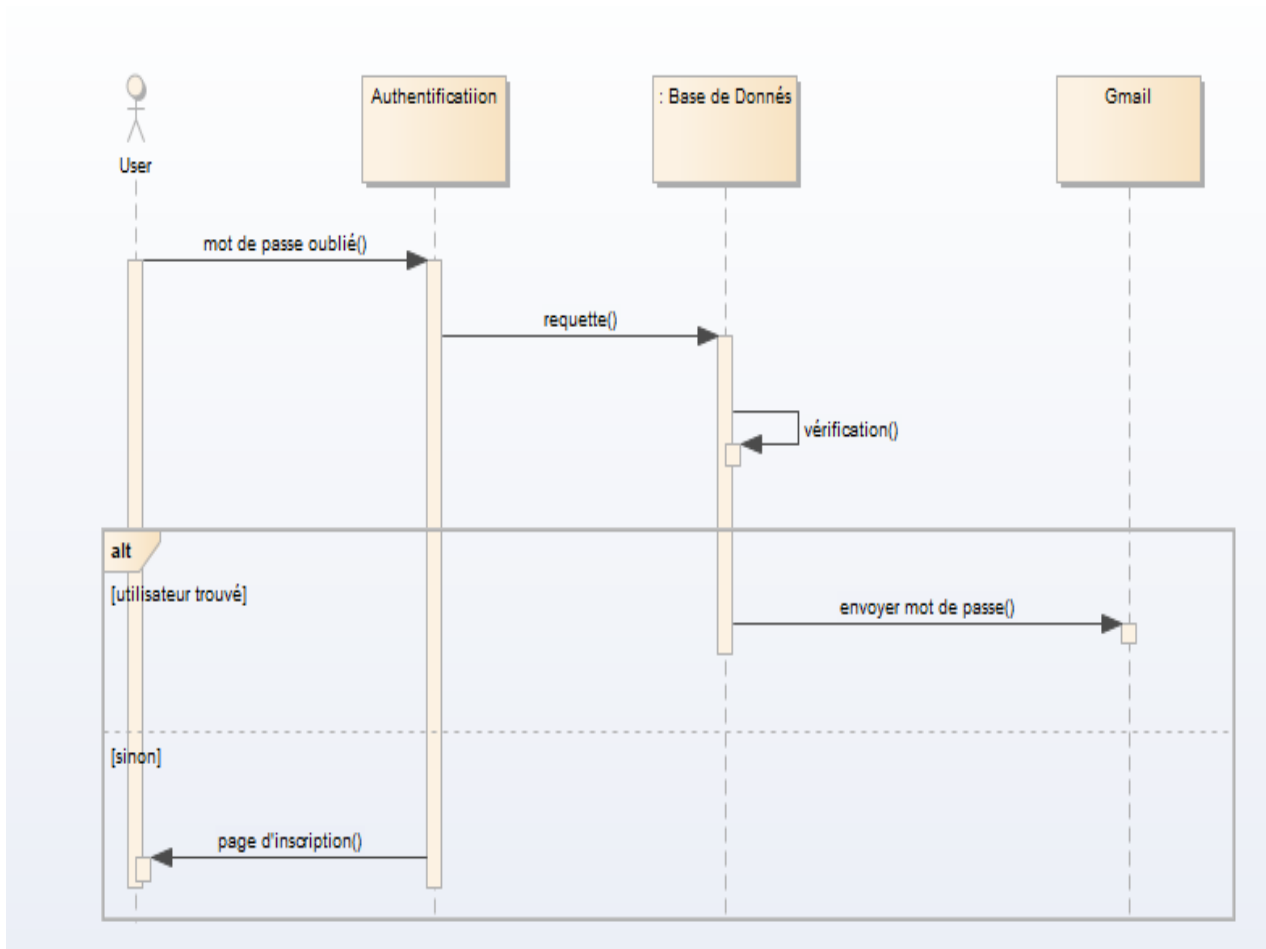 User
Authentificatiion
: Base de Donnés
Gmail
mot de passe oublié()
requette()
vérification()
alt
[utilisateur trouvé]
envoyer mot de passe()
[sinon]
page d'inscription()